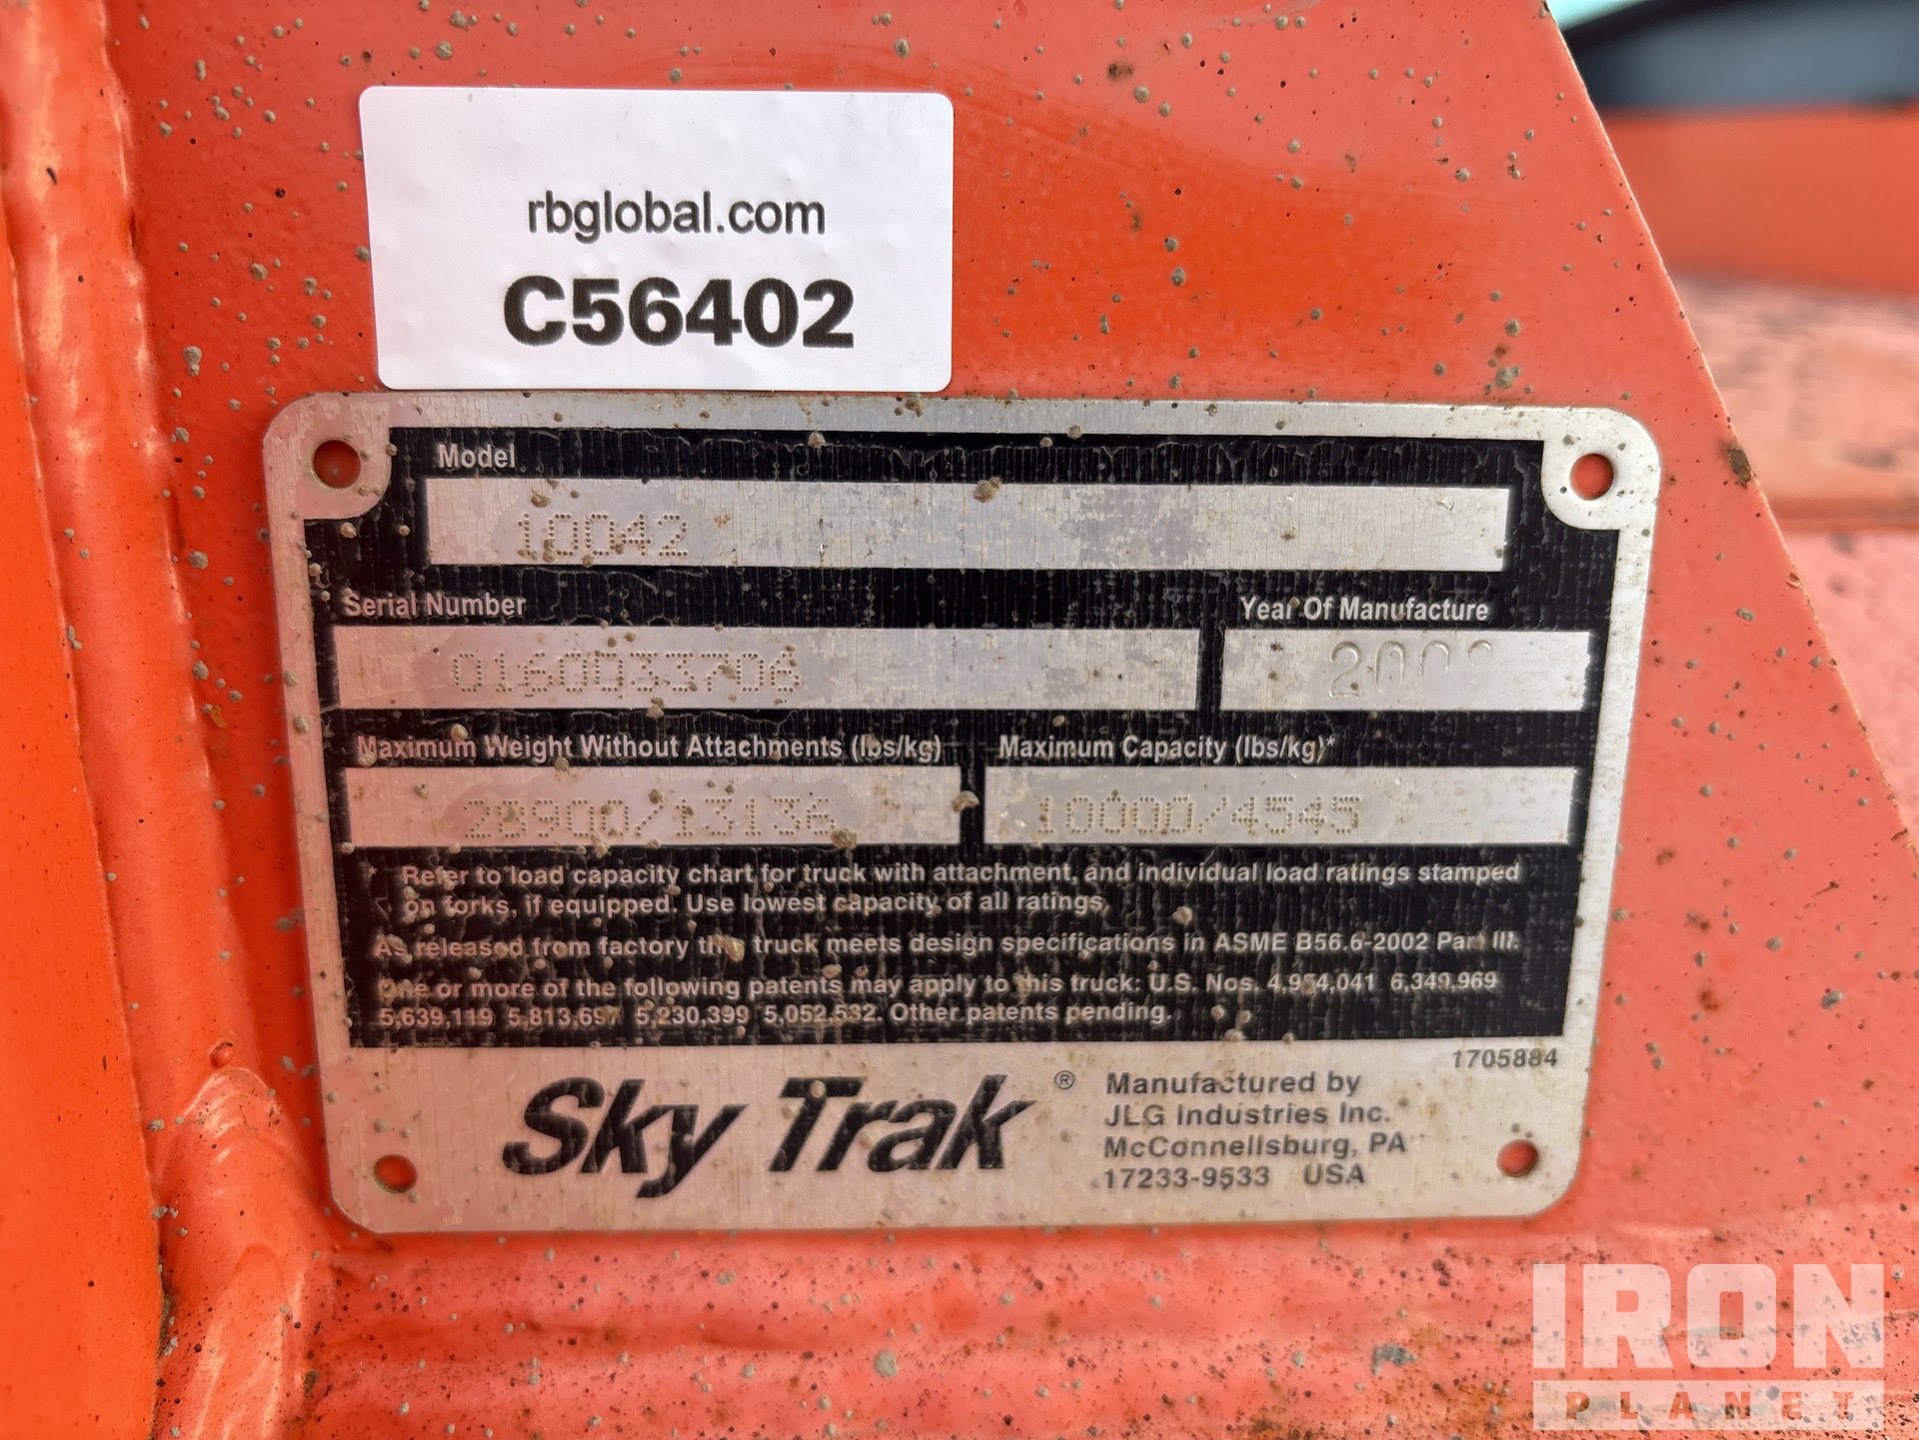 rbglobal.com
C56402
Model
10042
Serial Number
Year Of Manufacture
0160033706
Maximum Weight Without Attachments (lbs/kg)
Maximum Capacity (lbs/kg)*
28900/13136
10000/4545
* Refer to load capacity chart for truck with attachment, and individual load ratings stamped
on forks, if equipped. Use lowest capacity of all ratings.
As released from factory this truck meets design specifications in ASME B56.6-2002 Part III.
One or more of the following patents may apply to this truck: U.S. Nos. 4,954,041 6,349,969
5,639,119 5,813,697 5,230,399 5,052,532. Other patents pending.
1705884
Sky Trak ®
Manufactured by
JLG Industries Inc.
McConnellsburg, PA
17233-9533 USA
IRON
PLANET